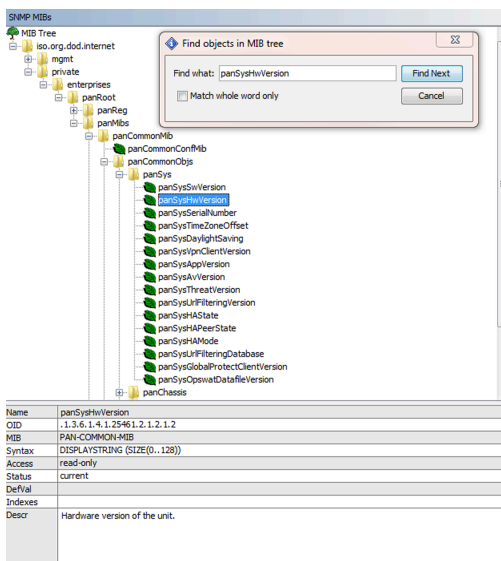 SNMP MIBs
MIB Tree
iso.org.dod.internet
mgmt
private
enterprises
panRoot
panReg
panMibs
panCommonMib
panCommonConfMib
panCommonObjs
panSys
panSysSwVersion
panSysHwVersion
panSysSerialNumber
panSysTimeZoneOffset
panSysDaylightSaving
panSysVpnClientVersion
panSysAppVersion
panSysAvVersion
panSysThreatVersion
panSysUrlFilteringVersion
panSysHAState
panSysHAPeerState
panSysHAMode
panSysUrlFilteringDatabase
panSysGlobalProtectClientVersion
panSysOpswatDatafileVersion
panChassis
Find objects in MIB tree
Find what: panSysHwVersion Find Next
Match whole word only Cancel
Name panSysHwVersion
OID .1.3.6.1.4.1.25461.2.1.2.1.2
MIB PAN-COMMON-MIB
Syntax DISPLAYSTRING (SIZE(0..128))
Access read-only
Status current
DefVal
Indexes
Descr Hardware version of the unit.